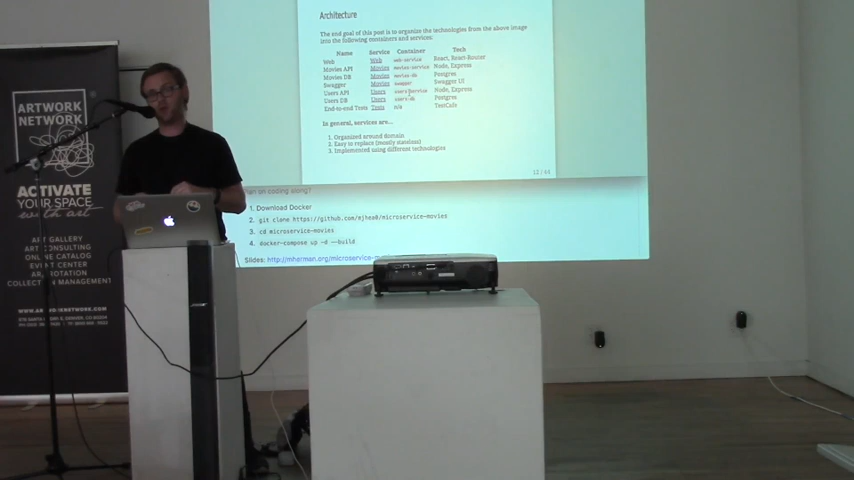 Architecture
The end goal of this post is to organize the technologies from the above image
into the following containers and services:
Name Service Container Tech
Web Web web-service React, React-Router
Movies API Movies movies-service Node, Express
Movies DB Movies movies-db Postgres
Swagger Movies swagger Swagger UI
Users API Users users-service Node, Express
Users DB Users users-db Postgres
End-to-end Tests Tests n/a TestCafe
In general, services are...
1. Organized around domain
2. Easy to replace (mostly stateless)
3. Implemented using different technologies
12 /
on coding along?
1. Download Docker
2. git clone https://github.com/mjhea0/microservice-movies
3. cd microservice-movies
4. docker-compose up -d --build
Slides: http://mherman.org/microservice-m
ARTWORK
NETWORK
ACTIVATE
YOUR SPACE
with art
ART GALLERY
ART CONSULTING
ONLINE CATALOG
EVENT CENTER
ART ROTATION
COLLECTION MANAGEMENT
WWW.ARTWORKNETWORK.COM